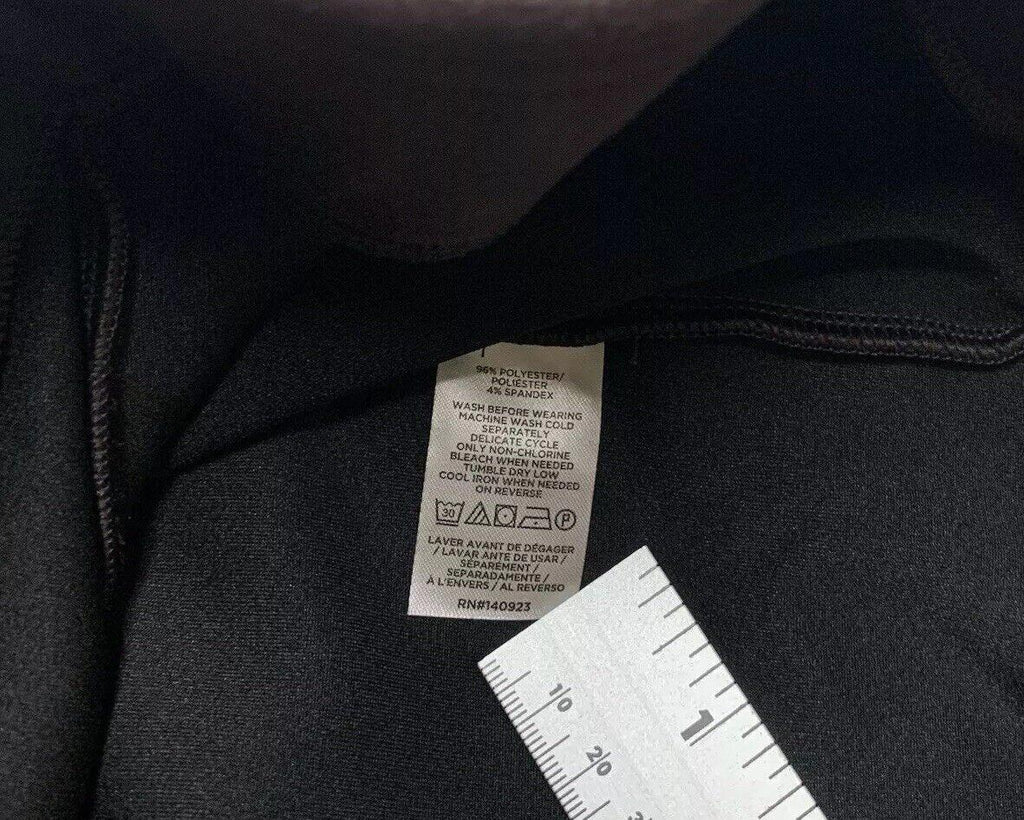 96% POLYESTER/
POLIÉSTER
4% SPANDEX
WASH BEFORE WEARING
MACHINE WASH COLD
SEPARATELY
DELICATE CYCLE
ONLY NON-CHLORINE
BLEACH WHEN NEEDED
TUMBLE DRY LOW
COOL IRON WHEN NEEDED
ON REVERSE
30 P
LAVER AVANT DE DÉGAGER
/ LAVAR ANTE DE USAR /
SÉPARÉMENT /
SEPARADAMENTE /
À L'ENVERS / AL REVERSO
RN#140923
10
1
20